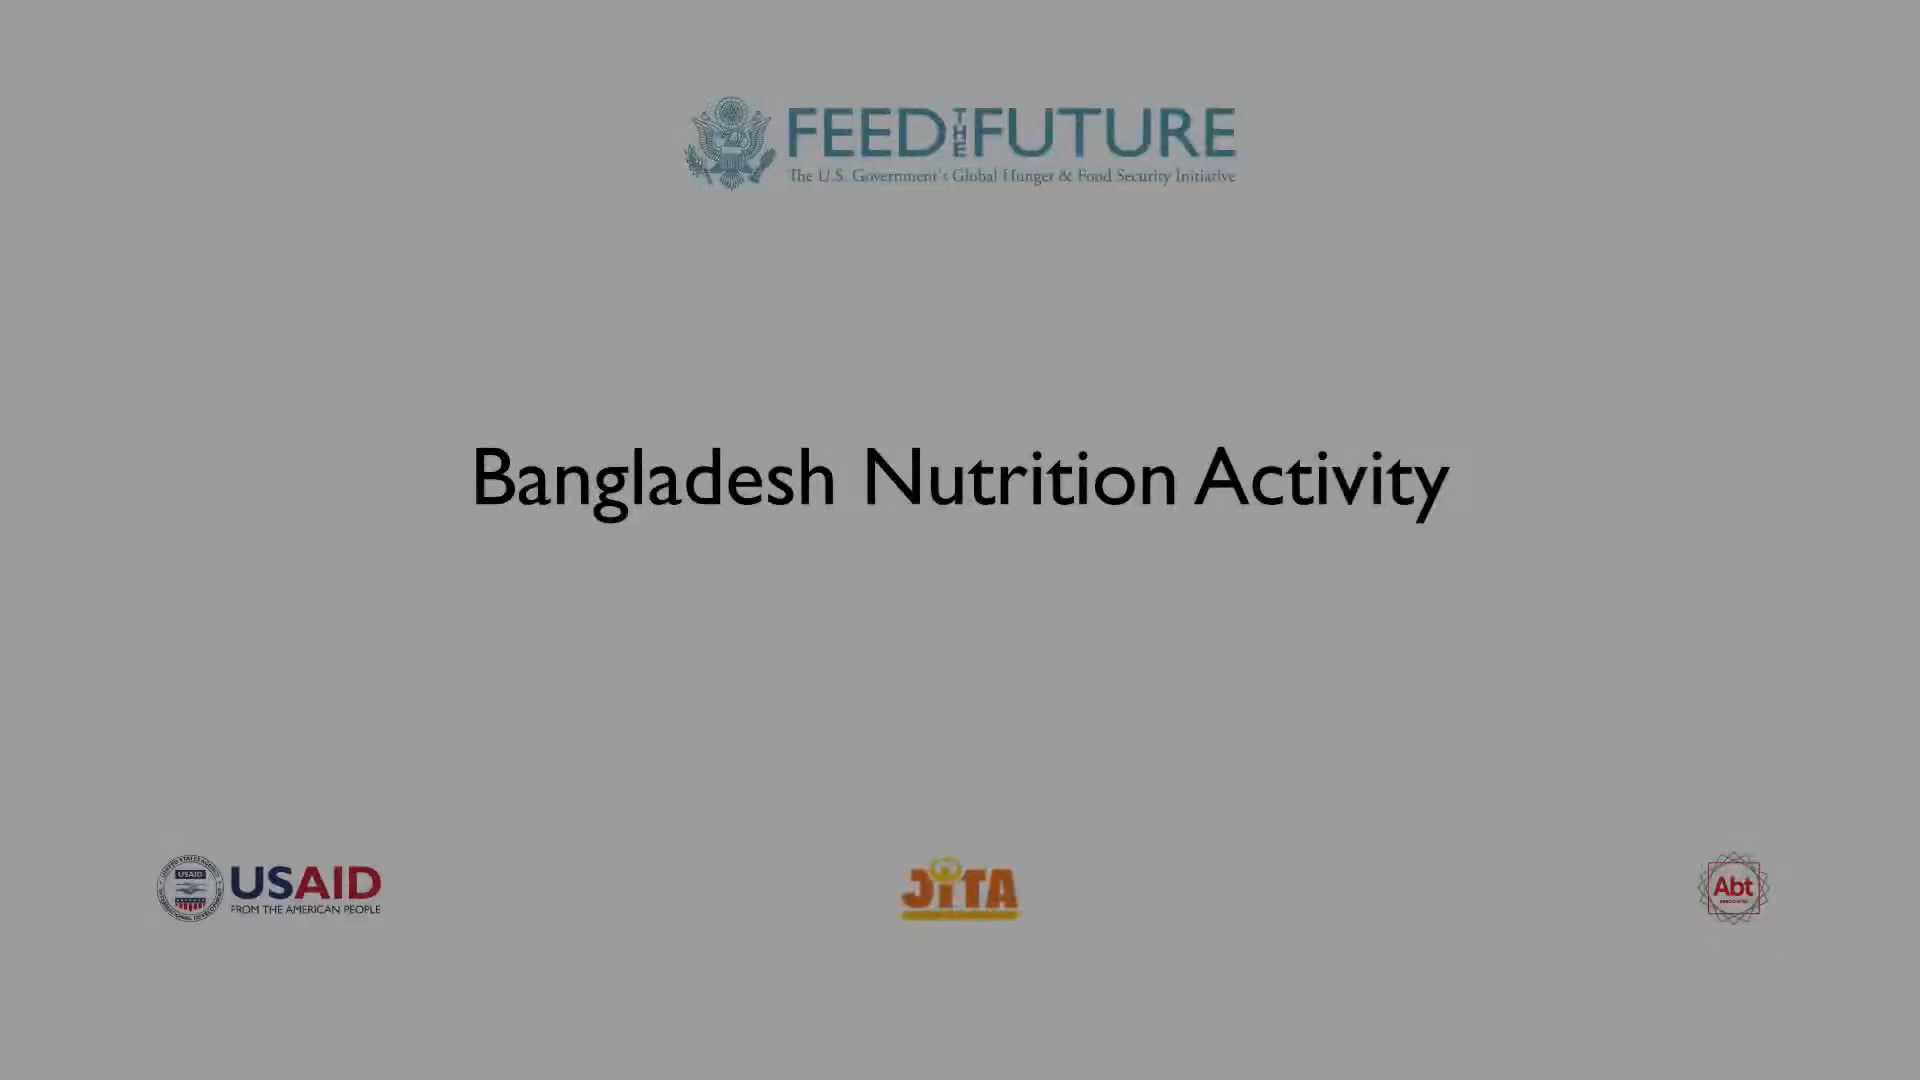 FEED THE FUTURE
The U.S. Government's Global Hunger & Food Security Initiative
Bangladesh Nutrition Activity
USAID
USAID
FROM THE AMERICAN PEOPLE
JiTA
Abt